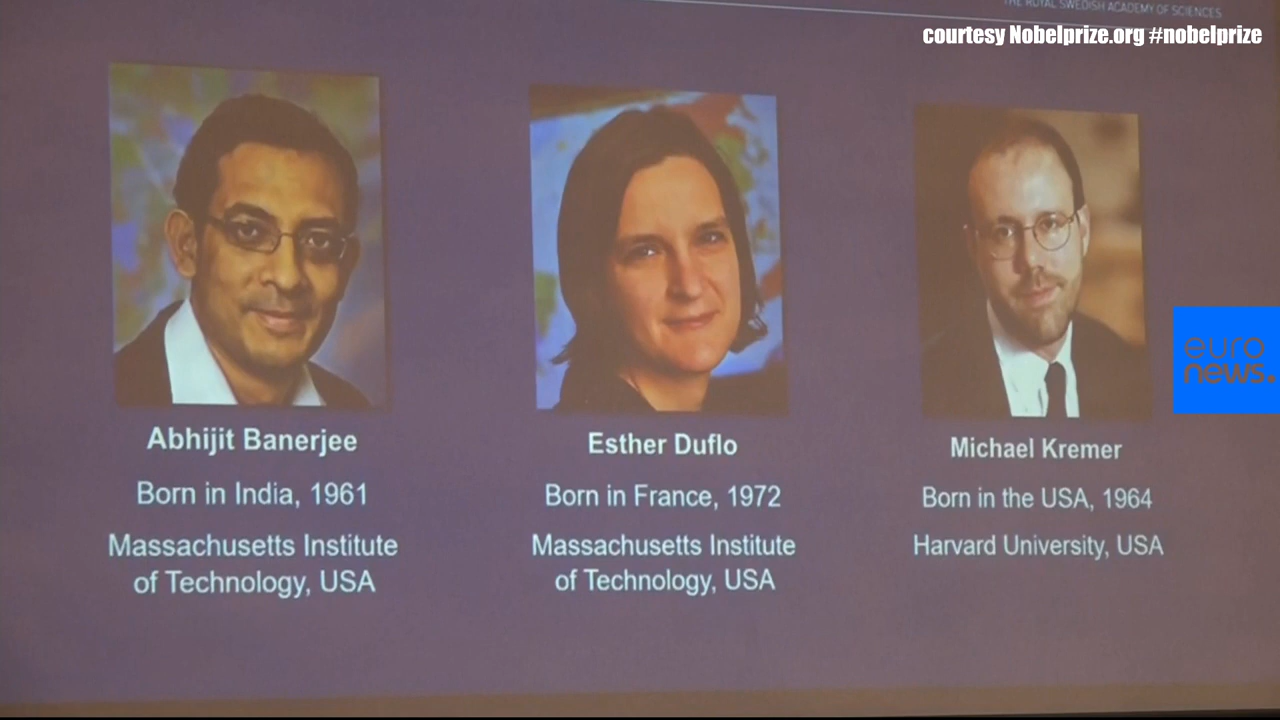 THE ROYAL SWEDISH ACADEMY OF SCIENCES
courtesy Nobelprize.org #nobelprize
Abhijit Banerjee
Born in India, 1961
Massachusetts Institute
of Technology, USA
Esther Duflo
Born in France, 1972
Massachusetts Institute
of Technology, USA
Michael Kremer
Born in the USA, 1964
Harvard University, USA
euro
news.